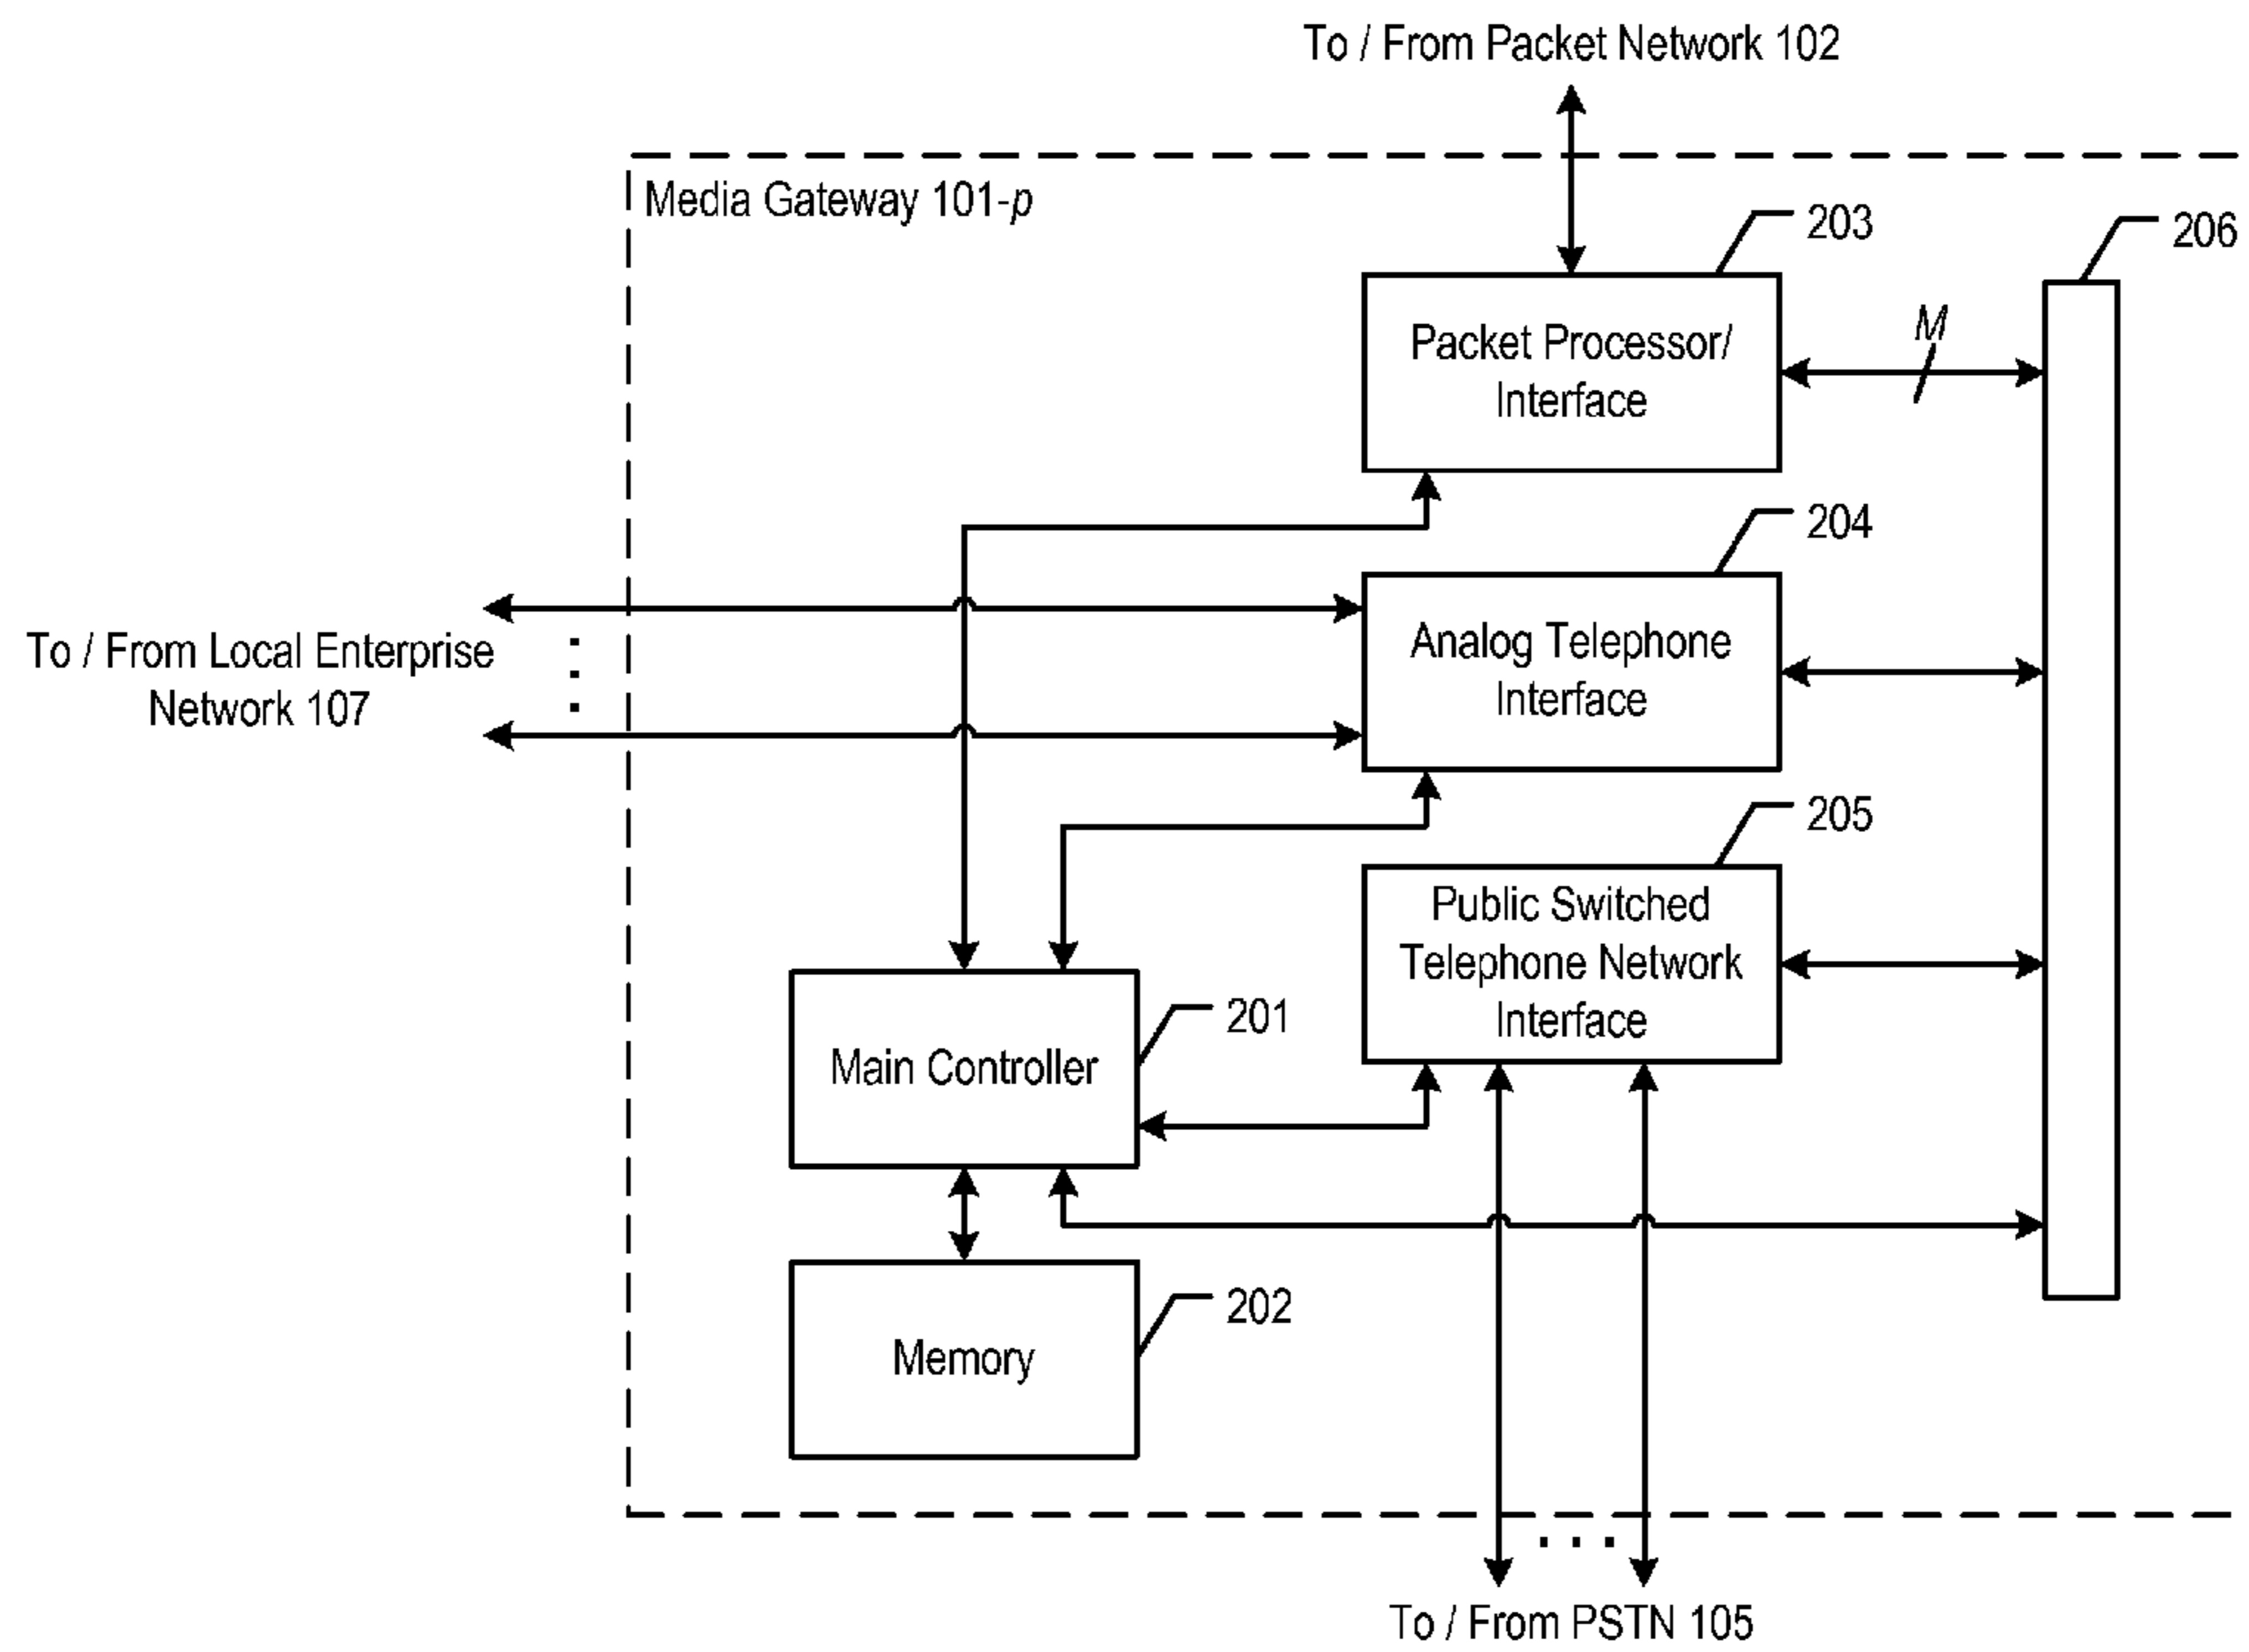 To / From Packet Network 102
Media Gateway 101-p
203
206
Packet Processor/
Interface
M
204
To / From Local Enterprise
Network 107
Analog Telephone
Interface
205
Public Switched
Telephone Network
Interface
201
Main Controller
202
Memory
To / From PSTN 105